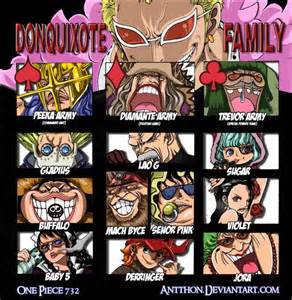 DONQUIXOTE FAMILY
PEEKA ARMY DIAMANTE ARMY TREVOR ARMY
GLADIUS LAO G SUGAR
BUFFALO MACH BYCE SENOR PINK VIOLET
BABY 5 DERRINGER JORA
ONE PIECE 732 ANTTHON.DEVIANTART.COM